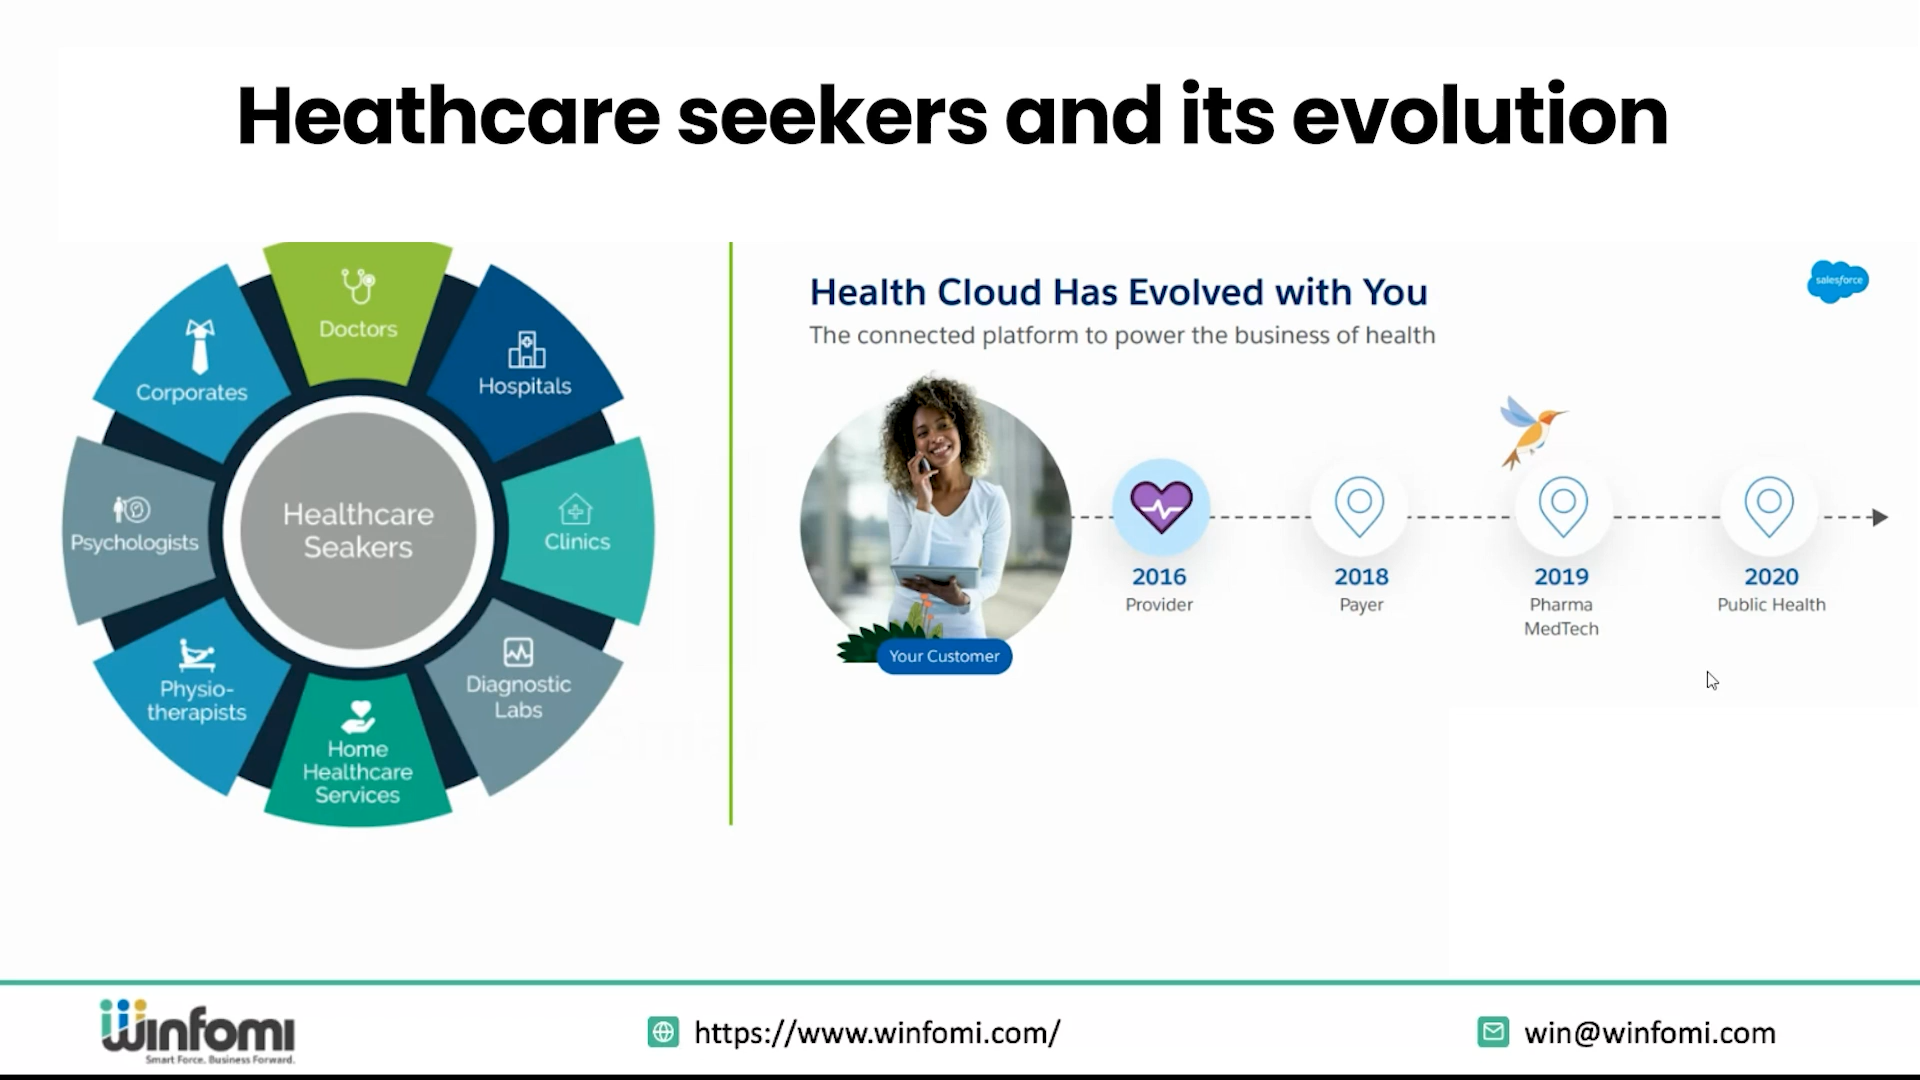 Heathcare seekers and its evolution
Doctors
Hospitals
Corporates
Clinics
Psychologists
Healthcare
Seakers
Physio-
therapists
Diagnostic
Labs
Home
Healthcare
Services
Health Cloud Has Evolved with You
The connected platform to power the business of health
salesforce
Your Customer
2016
Provider
2018
Payer
2019
Pharma
MedTech
2020
Public Health
winfomi
Smart Force. Business Forward.
https://www.winfomi.com/
win@winfomi.com